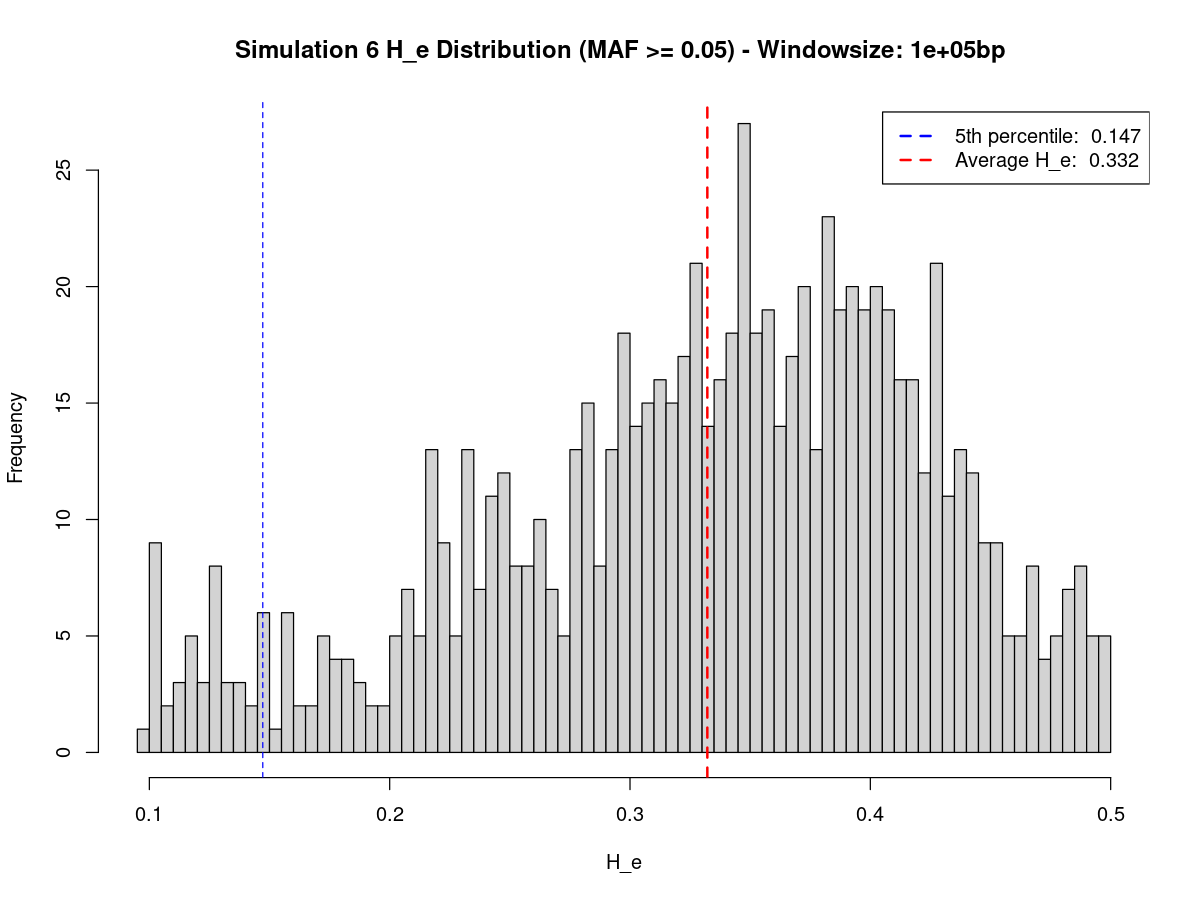 Simulation 6 H_e Distribution (MAF >= 0.05) - Windowsize: 1e+05bp
5th percentile: 0.147
Average H_e: 0.332
Frequency
25
20
15
10
5
0
0.1 0.2 0.3 0.4 0.5
H_e